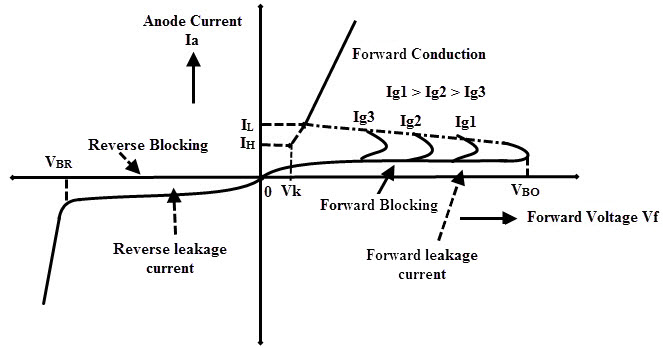 Anode Current
Ia
Forward Conduction
Ig1 > Ig2 > Ig3
Ig3
Ig2
Ig1
IL
IH
Reverse Blocking
VBR
0
Vk
VBO
Forward Blocking
Forward Voltage Vf
Reverse leakage
current
Forward leakage
current